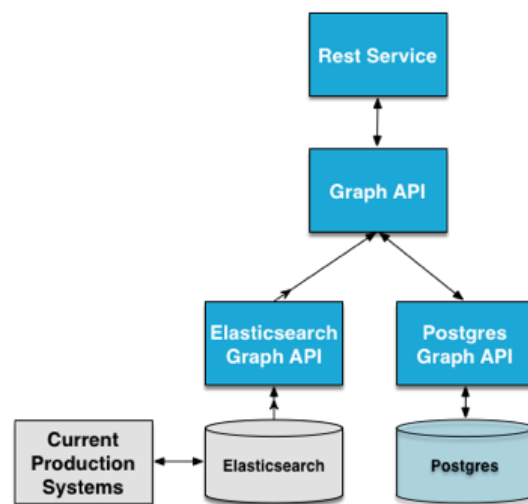 Rest Service
Graph API
Elasticsearch
Graph API
Postgres
Graph API
Current
Production
Systems
Elasticsearch
Postgres